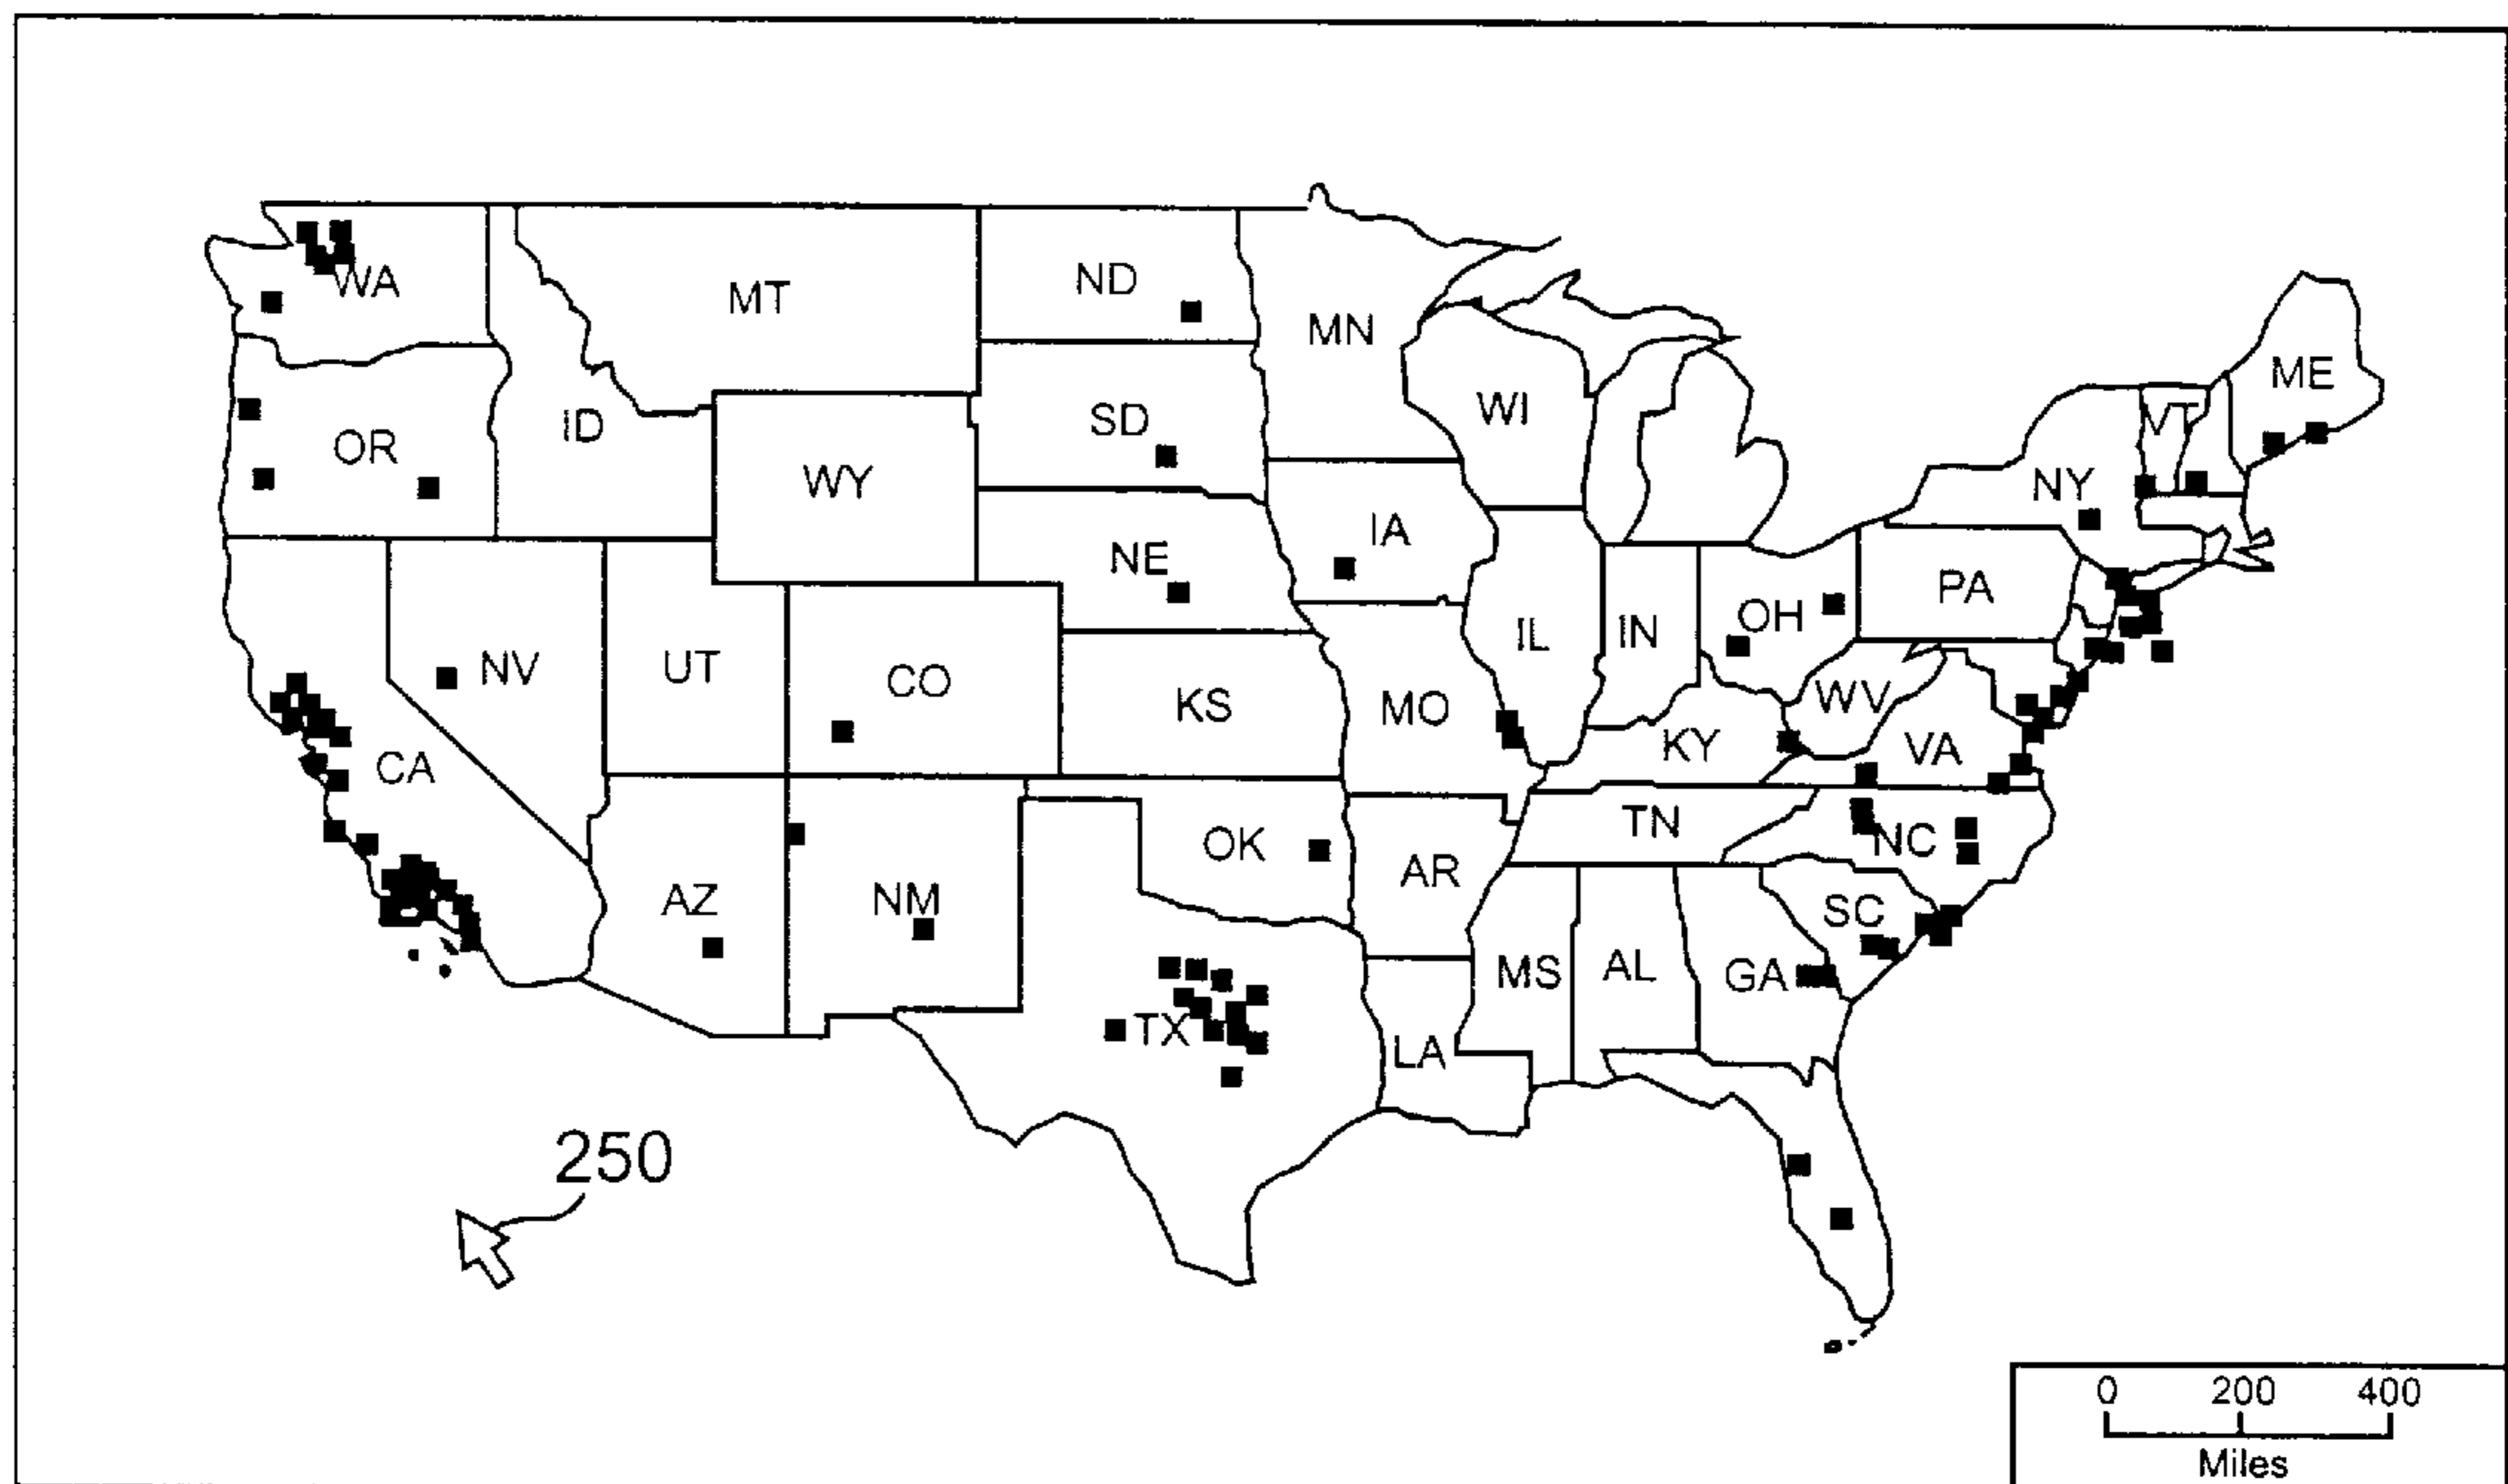 WA
MT
ND
MN
ME
VT
OR
ID
SD
WI
WY
NY
IA
NE
PA
OH
IL
IN
NV
UT
CO
KS
MO
WV
KY
VA
CA
TN
OK
NC
AR
AZ
NM
SC
MS
AL
GA
TX
LA
250
0 200 400
Miles